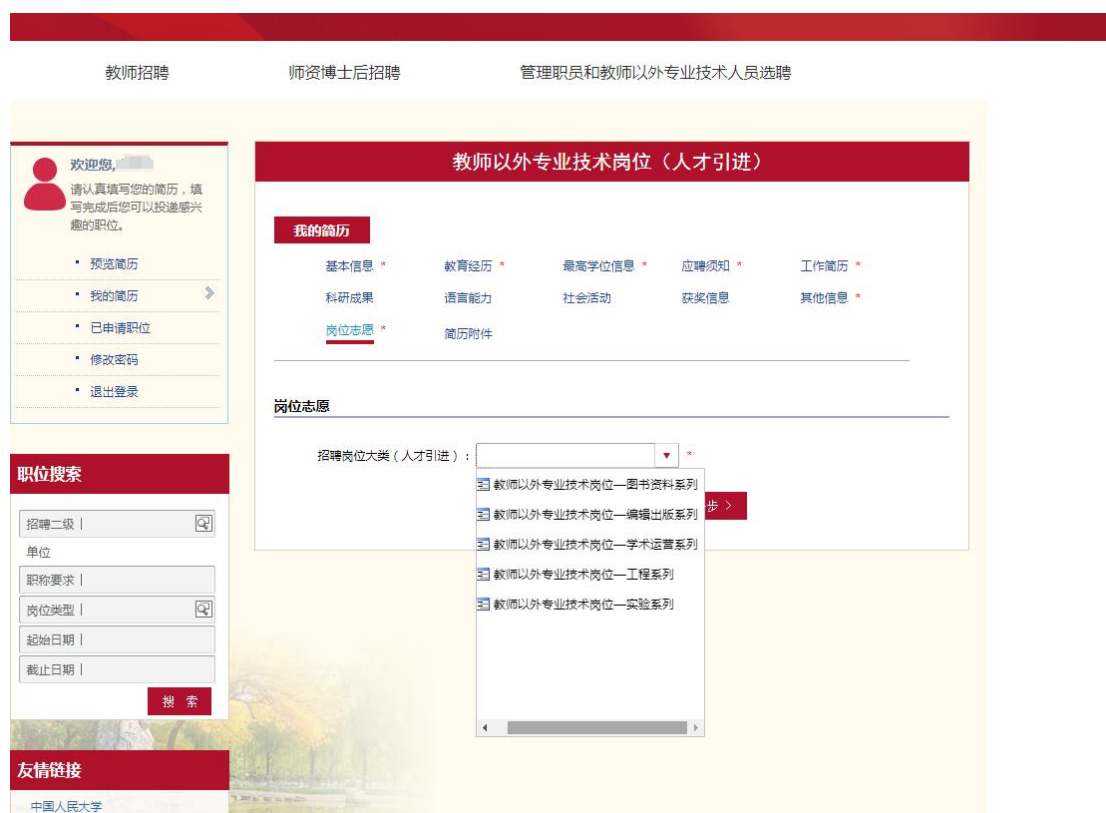 教师招聘 师资博士后招聘 管理职员和教师以外专业技术人员选聘
欢迎您,
请认真填写您的简历，填
写完成后您可以投递感兴
趣的职位。
预览简历
我的简历
已申请职位
修改密码
退出登录
职位搜索
招聘二级
单位
职称要求
岗位类型
起始日期
截止日期
搜 索
友情链接
中国人民大学
教师以外专业技术岗位（人才引进）
我的简历
基本信息 * 教育经历 * 最高学位信息 * 应聘须知 * 工作简历 *
科研成果 语言能力 社会活动 获奖信息 其他信息 *
岗位志愿 * 简历附件
岗位志愿
招聘岗位大类（人才引进）: *
教师以外专业技术岗位—图书资料系列
教师以外专业技术岗位—编辑出版系列
步 >
教师以外专业技术岗位—学术运营系列
教师以外专业技术岗位—工程系列
教师以外专业技术岗位—实验系列